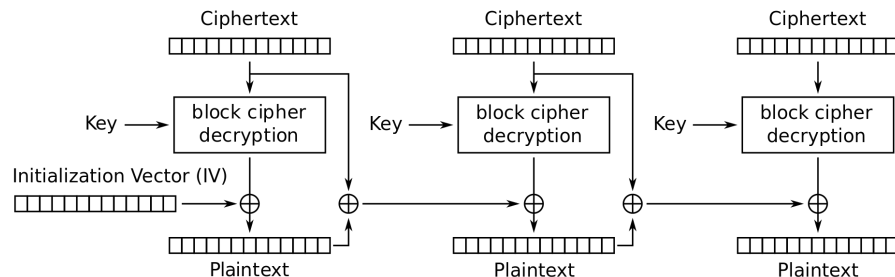 Ciphertext Ciphertext Ciphertext
Key block cipher decryption Key block cipher decryption Key block cipher decryption
Initialization Vector (IV)
Plaintext Plaintext Plaintext